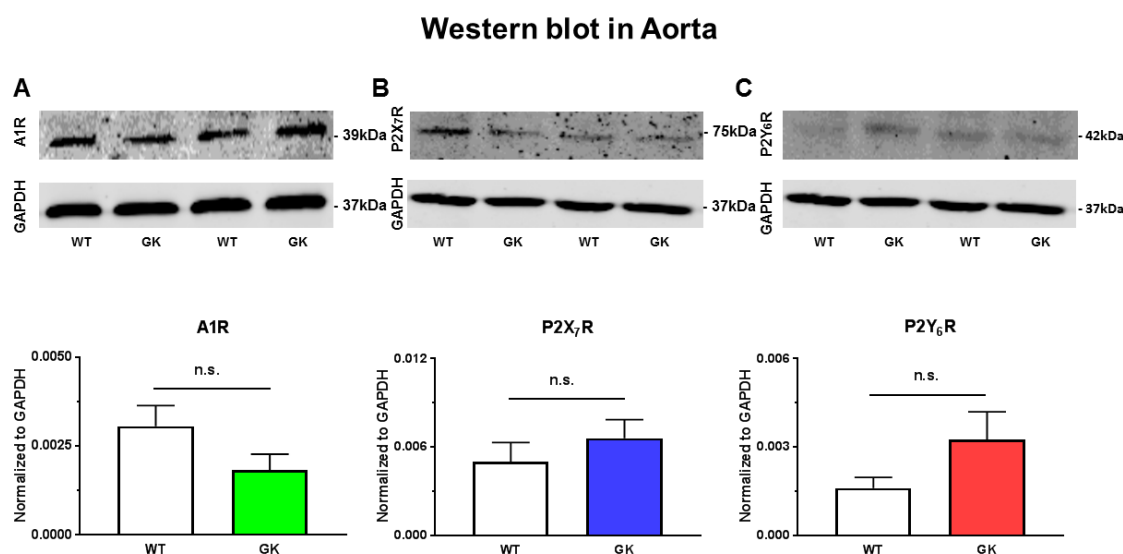 Western blot in Aorta
A
A1R
- 39kDa
GAPDH
- 37kDa
WT GK WT GK
B
P2X₇R
- 75kDa
GAPDH
- 37kDa
WT GK WT GK
C
P2Y₆R
- 42kDa
GAPDH
- 37kDa
WT GK WT GK
A1R
Normalized to GAPDH
0.0050
0.0025
0.0000
n.s.
WT GK
P2X₇R
Normalized to GAPDH
0.012
0.006
0.000
n.s.
WT GK
P2Y₆R
Normalized to GAPDH
0.006
0.003
0.000
n.s.
WT GK